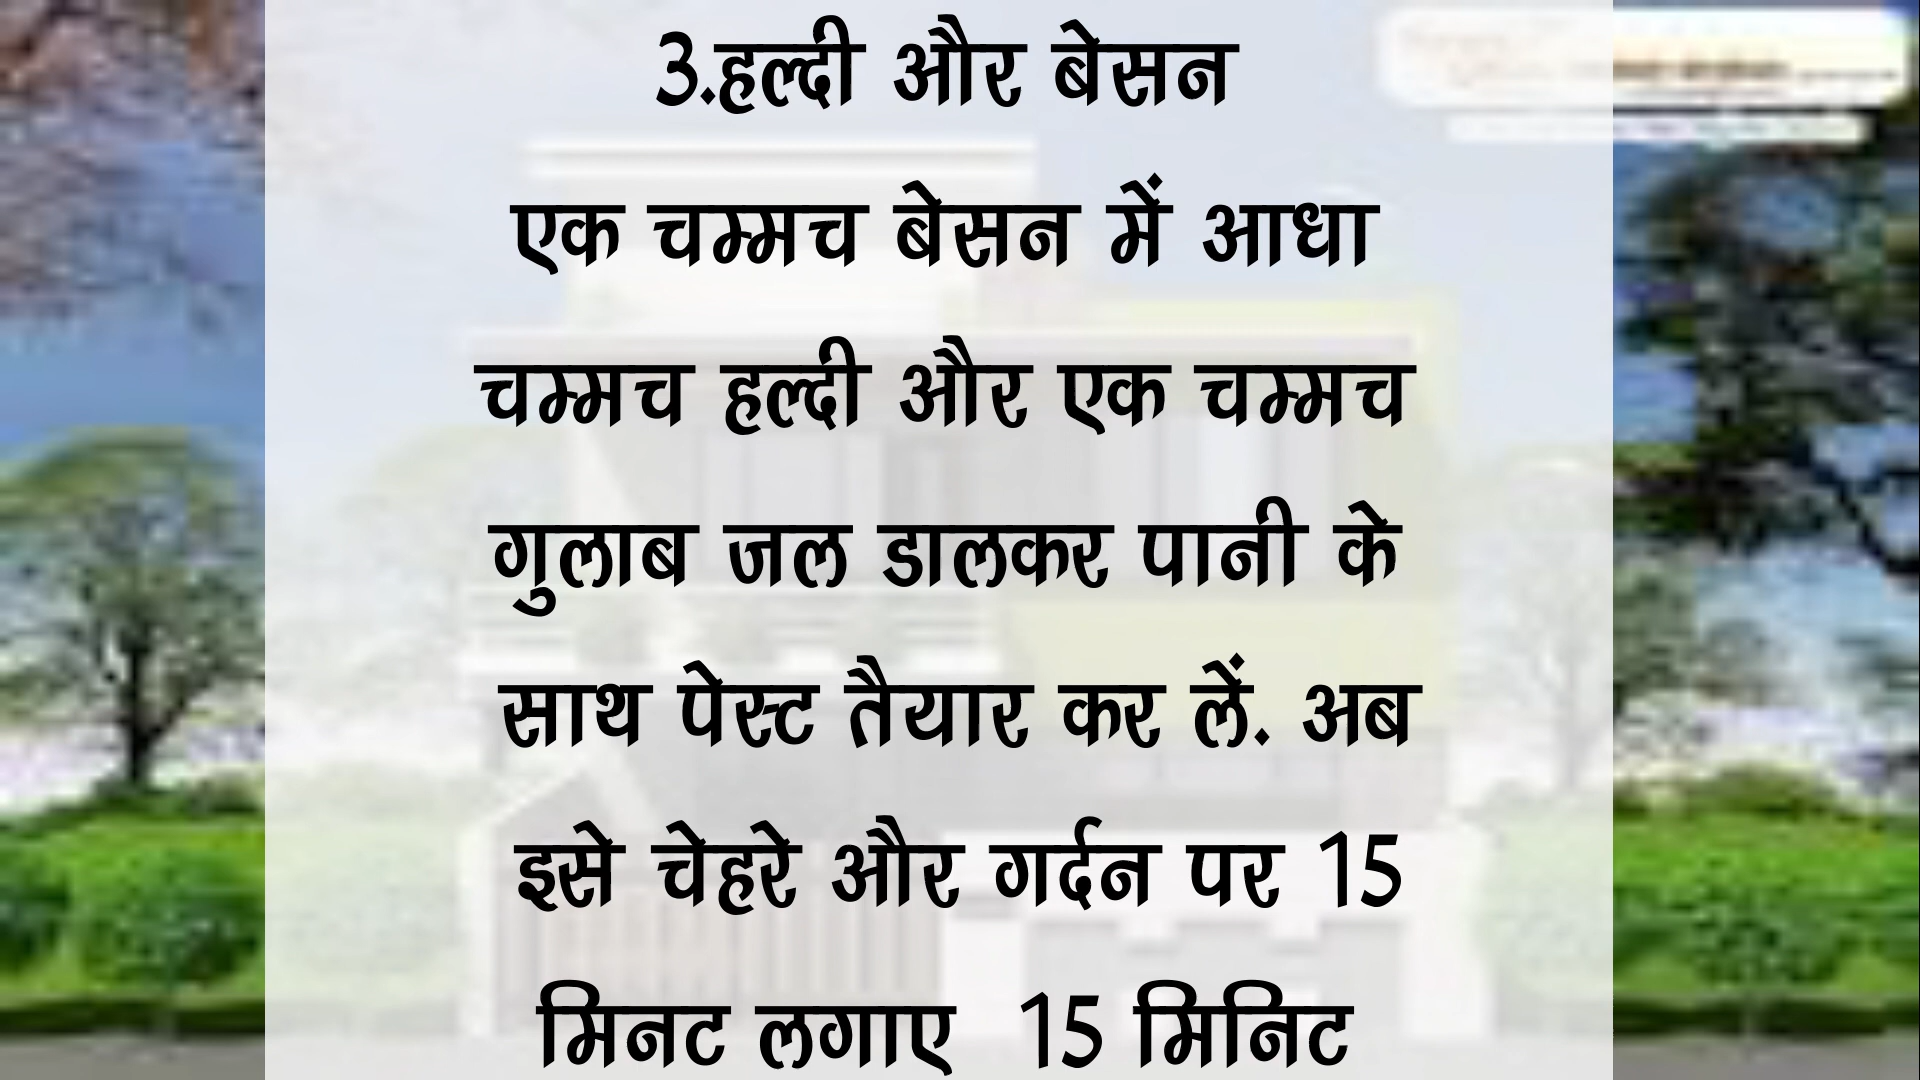 3.हल्दी और बेसन
एक चम्मच बेसन में आधा
चम्मच हल्दी और एक चम्मच
गुलाब जल डालकर पानी के
साथ पेस्ट तैयार कर लें. अब
इसे चेहरे और गर्दन पर 15
मिनट लगाए 15 मिनिट